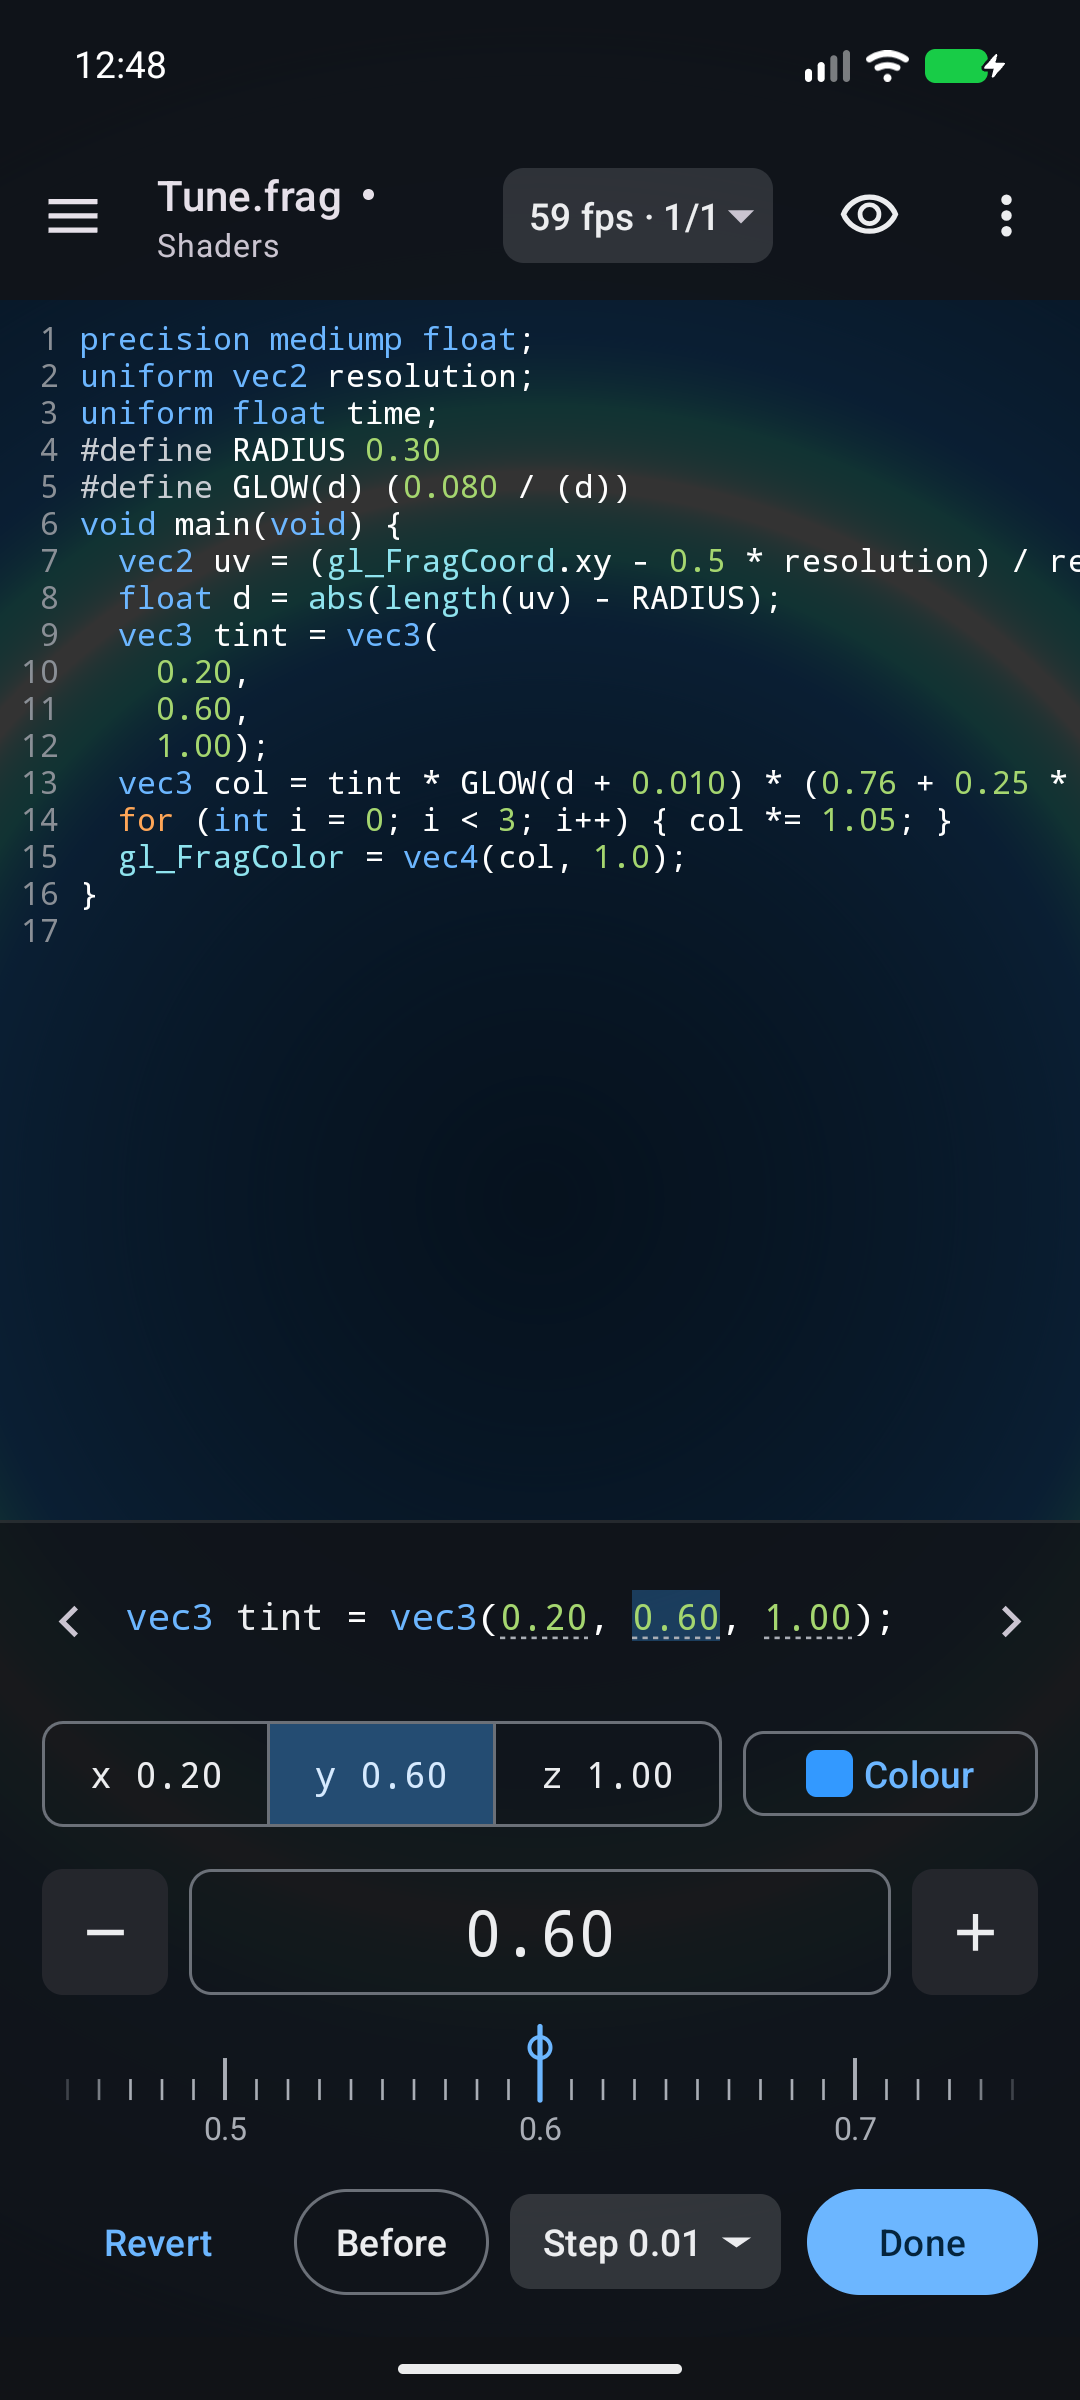 12:48
Tune.frag •
Shaders
59 fps · 1/1
1 precision mediump float;
2 uniform vec2 resolution;
3 uniform float time;
4 #define RADIUS 0.30
5 #define GLOW(d) (0.080 / (d))
6 void main(void) {
7   vec2 uv = (gl_FragCoord.xy - 0.5 * resolution) / re
8   float d = abs(length(uv) - RADIUS);
9   vec3 tint = vec3(
10     0.20,
11     0.60,
12     1.00);
13   vec3 col = tint * GLOW(d + 0.010) * (0.76 + 0.25 *
14   for (int i = 0; i < 3; i++) { col *= 1.05; }
15   gl_FragColor = vec4(col, 1.0);
16 }
17
vec3 tint = vec3(0.20, 0.60, 1.00);
x 0.20 y 0.60 z 1.00 Colour
− 0.60 +
0.5 0.6 0.7
Revert Before Step 0.01 Done